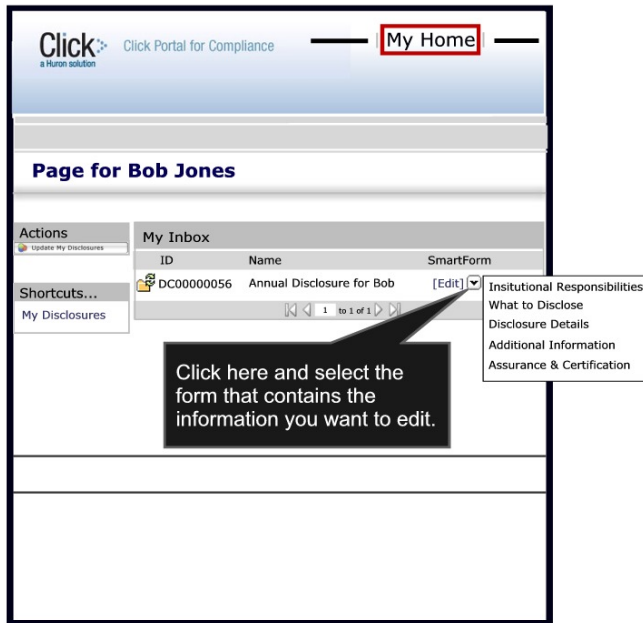 Click
a Huron solution
Click Portal for Compliance
My Home
Page for Bob Jones
Actions
Update My Disclosures
Shortcuts...
My Disclosures
My Inbox
ID Name SmartForm
DC00000056 Annual Disclosure for Bob [Edit]
1 to 1 of 1
Insitutional Responsibilities
What to Disclose
Disclosure Details
Additional Information
Assurance & Certification
Click here and select the
form that contains the
information you want to edit.